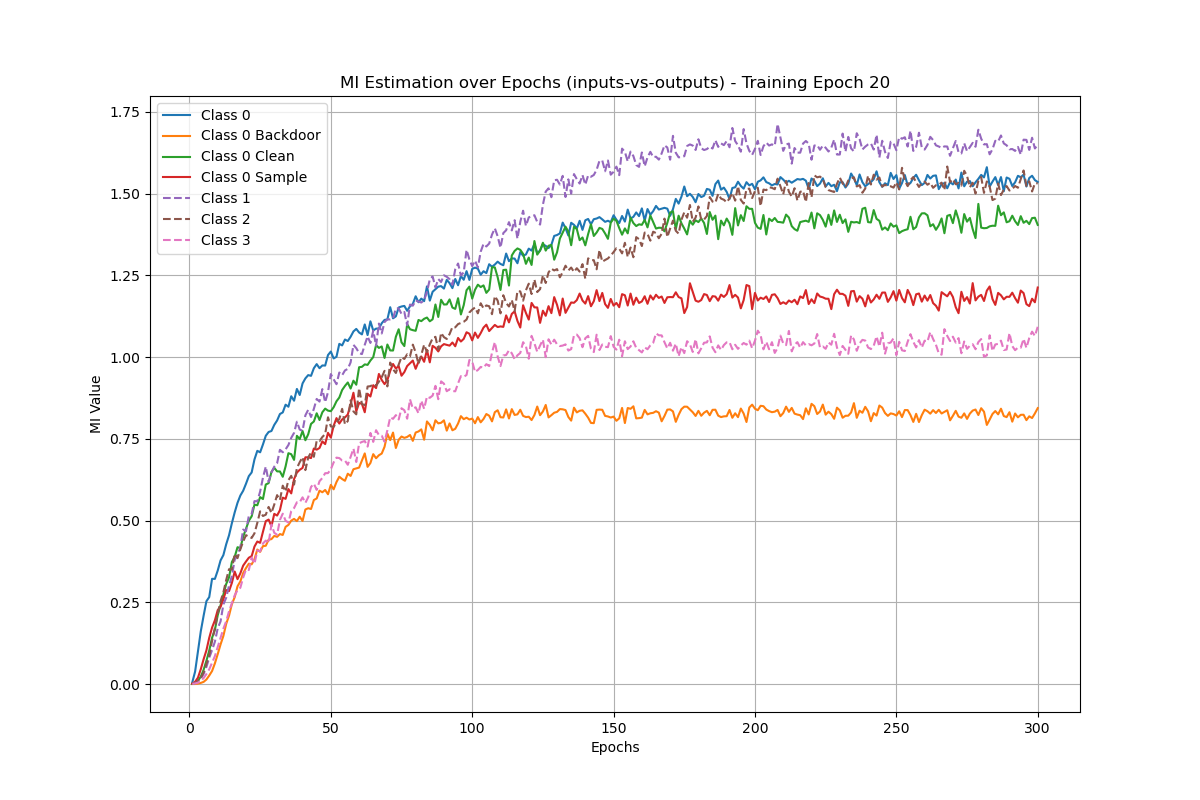 MI Estimation over Epochs (inputs-vs-outputs) - Training Epoch 20
MI Value
1.75
1.50
1.25
1.00
0.75
0.50
0.25
0.00
Class 0
Class 0 Backdoor
Class 0 Clean
Class 0 Sample
Class 1
Class 2
Class 3
0 50 100 150 200 250 300
Epochs